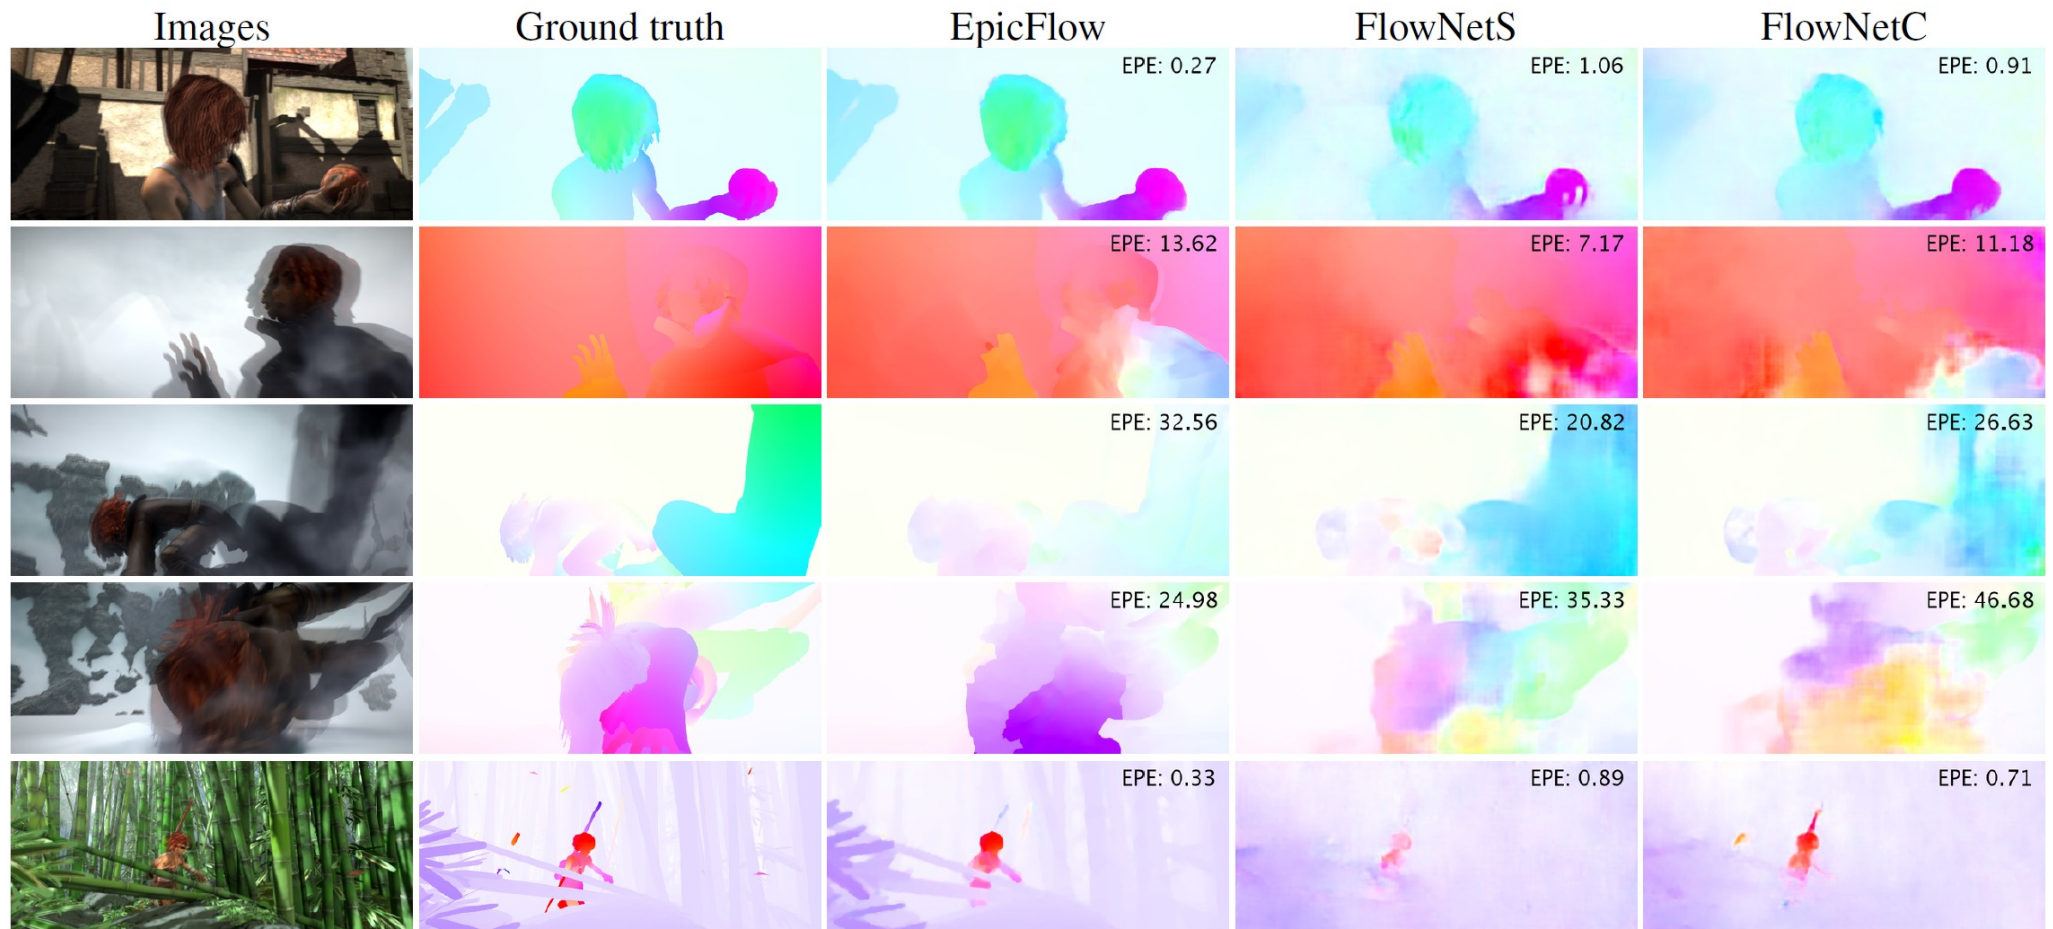 Images Ground truth EpicFlow FlowNetS FlowNetC
EPE: 0.27 EPE: 1.06 EPE: 0.91
EPE: 13.62 EPE: 7.17 EPE: 11.18
EPE: 32.56 EPE: 20.82 EPE: 26.63
EPE: 24.98 EPE: 35.33 EPE: 46.68
EPE: 0.33 EPE: 0.89 EPE: 0.71